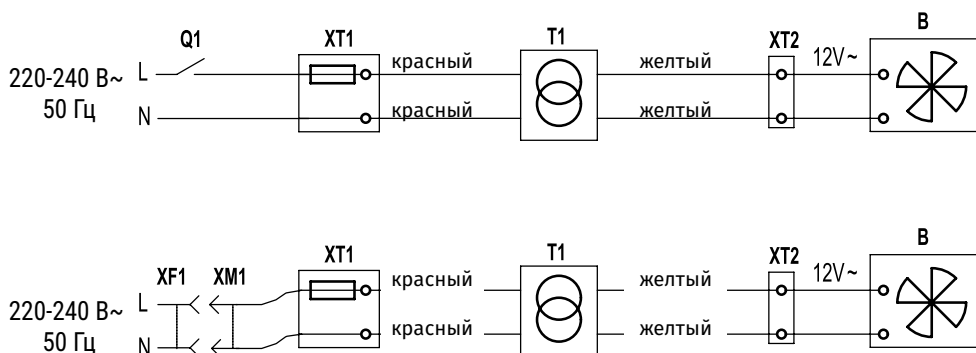 Q1 XT1 T1 XT2 B
220-240 В~
50 Гц
L красный желтый 12V~
N красный желтый
XF1 XM1 XT1 T1 XT2 B
220-240 В~
50 Гц
L красный желтый 12V~
N красный желтый